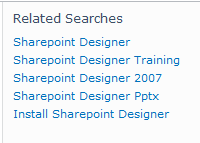 Related Searches
Sharepoint Designer
Sharepoint Designer Training
Sharepoint Designer 2007
Sharepoint Designer Pptx
Install Sharepoint Designer